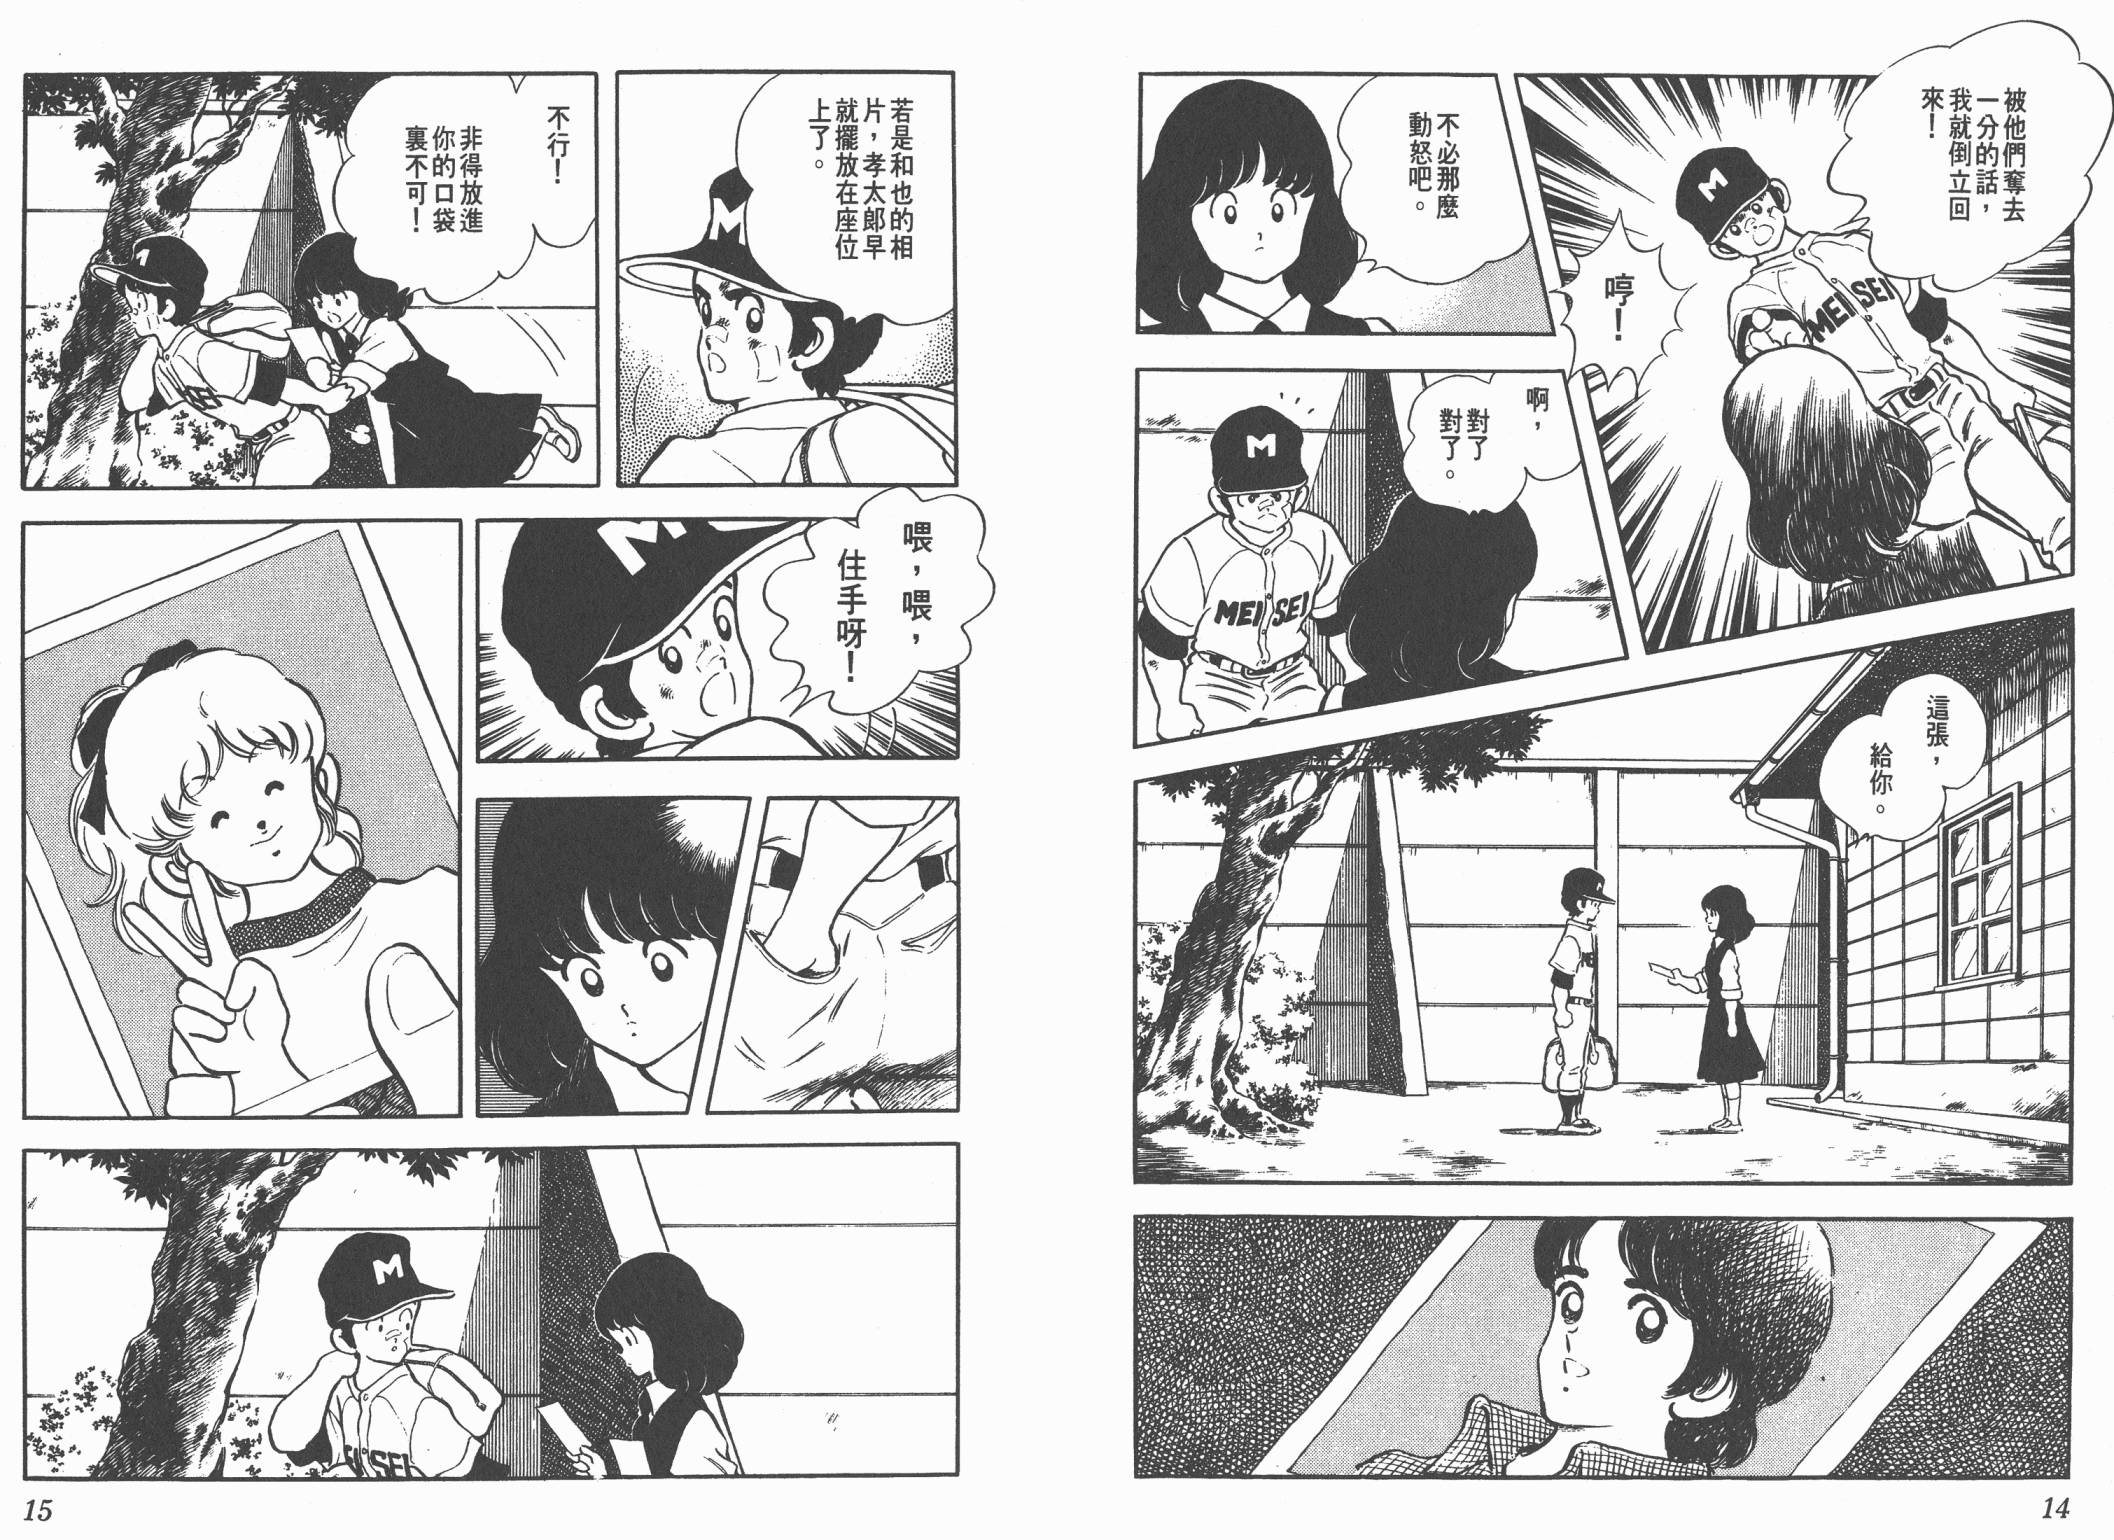 被他們奪去
一分的話，
我就倒立回
來！
M
MEISEI
哼！
不必那麼
動怒吧。
啊，
對了
對了。
M
MEISEI
這張，
給你。
14
若是和也的相
片，孝太郎早
就擺放在座位
上了。
M
不行！
非得放進
你的口袋
裏不可！
喂，喂，
住手呀！
M
M
MEISEI
15